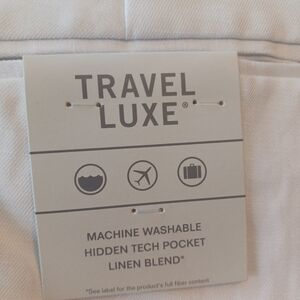 TRAVEL
LUXE®
MACHINE WASHABLE
HIDDEN TECH POCKET
LINEN BLEND*
*See label for the product's full fiber content